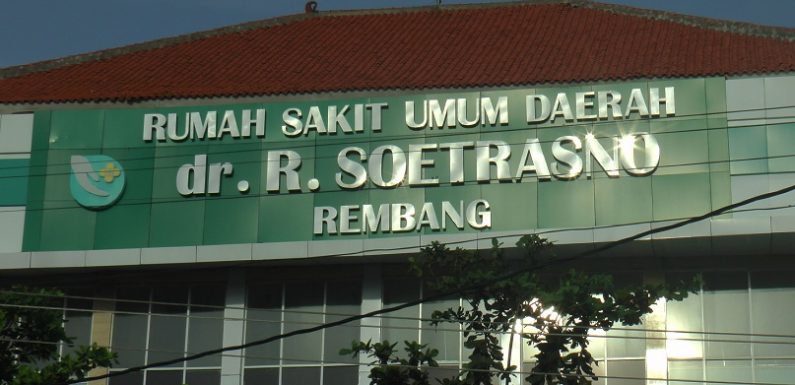 RUMAH SAKIT UMUM DAERAH
dr. R. SOETRASNO
REMBANG